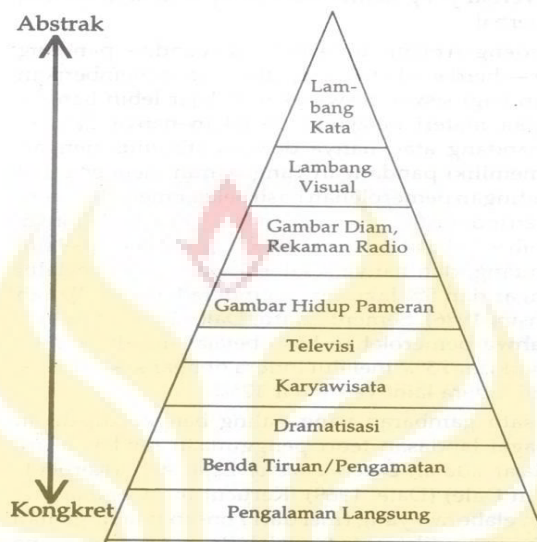 Abstrak
Lam-
bang
Kata
Lambang
Visual
Gambar Diam,
Rekaman Radio
Gambar Hidup Pameran
Televisi
Karyawisata
Dramatisasi
Benda Tiruan/Pengamatan
Pengalaman Langsung
Kongkret